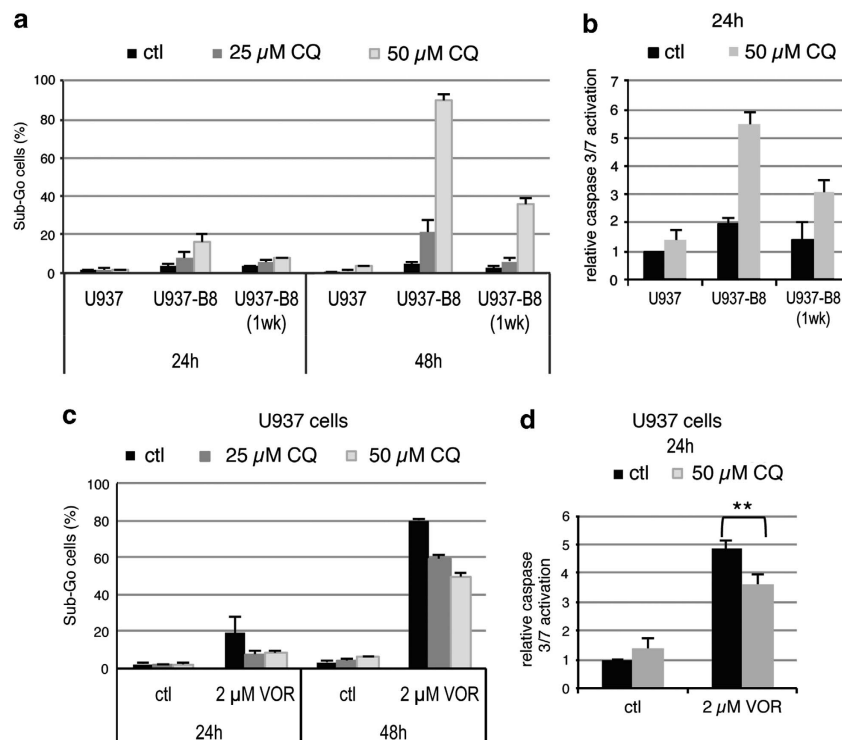 a
ctl 25 µM CQ 50 µM CQ
Sub-Go cells (%)
100
80
60
40
20
0
U937 U937-B8 U937-B8 (1wk) U937 U937-B8 U937-B8 (1wk)
24h 48h
b
24h
ctl 50 µM CQ
relative caspase 3/7 activation
7
6
5
4
3
2
1
0
U937 U937-B8 U937-B8 (1wk)
c
U937 cells
ctl 25 µM CQ 50 µM CQ
Sub-Go cells (%)
100
80
60
40
20
0
ctl 2 µM VOR ctl 2 µM VOR
24h 48h
d
U937 cells
24h
ctl 50 µM CQ
relative caspase
3/7 activation
6
5
4
3
2
1
0
**
ctl 2 µM VOR